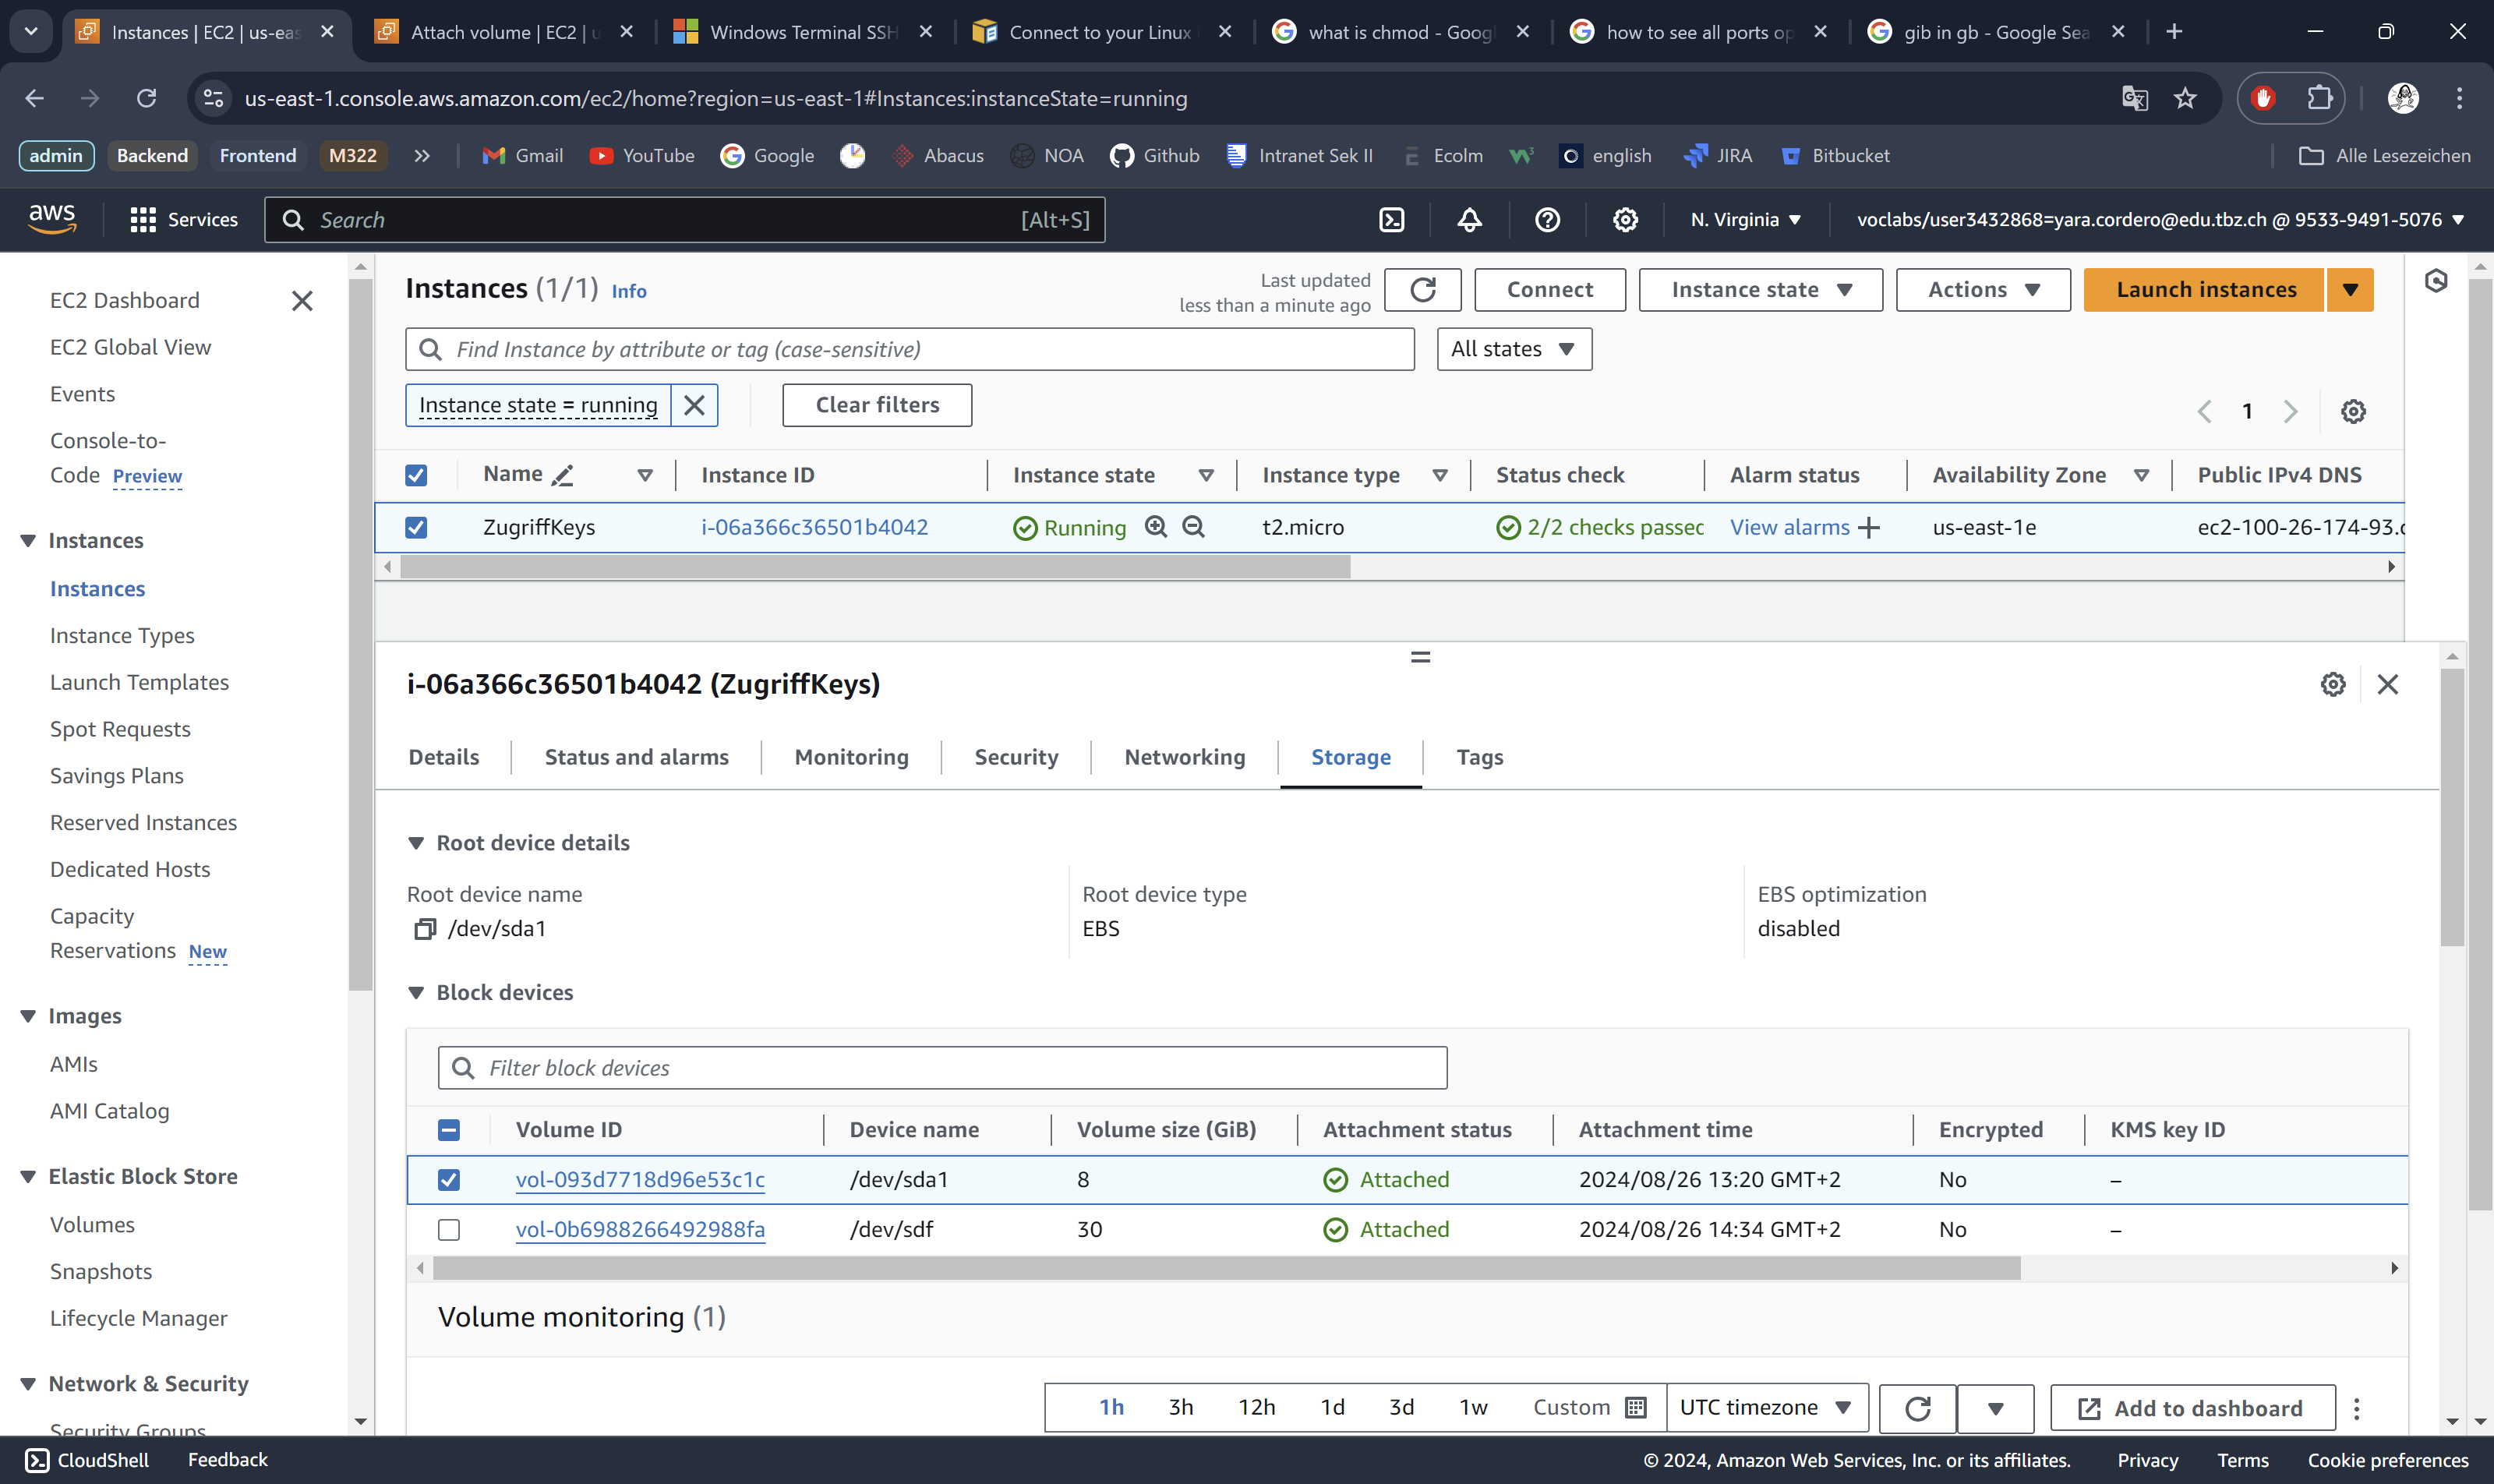 Instances | EC2 | us-eas
Attach volume | EC2 | u
Windows Terminal SSH
Connect to your Linux
what is chmod - Goog
how to see all ports op
gib in gb - Google Sea
us-east-1.console.aws.amazon.com/ec2/home?region=us-east-1#Instances:instanceState=running
admin Backend Frontend M322 Gmail YouTube Google Abacus NOA Github Intranet Sek II Ecolm english JIRA Bitbucket Alle Lesezeichen
aws Services Search [Alt+S] N. Virginia voclabs/user3432868=yara.cordero@edu.tbz.ch @ 9533-9491-5076
EC2 Dashboard
EC2 Global View
Events
Console-to-
Code Preview
Instances
Instances
Instance Types
Launch Templates
Spot Requests
Savings Plans
Reserved Instances
Dedicated Hosts
Capacity
Reservations New
Images
AMIs
AMI Catalog
Elastic Block Store
Volumes
Snapshots
Lifecycle Manager
Network & Security
Security Groups
Instances (1/1) Info
Last updated
less than a minute ago
Connect Instance state Actions Launch instances
Find Instance by attribute or tag (case-sensitive) All states
Instance state = running Clear filters 1
Name Instance ID Instance state Instance type Status check Alarm status Availability Zone Public IPv4 DNS
ZugriffKeys i-06a366c36501b4042 Running t2.micro 2/2 checks passec View alarms us-east-1e ec2-100-26-174-93.c
i-06a366c36501b4042 (ZugriffKeys)
Details Status and alarms Monitoring Security Networking Storage Tags
Root device details
Root device name Root device type EBS optimization
/dev/sda1 EBS disabled
Block devices
Filter block devices
Volume ID Device name Volume size (GiB) Attachment status Attachment time Encrypted KMS key ID
vol-093d7718d96e53c1c /dev/sda1 8 Attached 2024/08/26 13:20 GMT+2 No –
vol-0b6988266492988fa /dev/sdf 30 Attached 2024/08/26 14:34 GMT+2 No –
Volume monitoring (1)
1h 3h 12h 1d 3d 1w Custom UTC timezone Add to dashboard
CloudShell Feedback © 2024, Amazon Web Services, Inc. or its affiliates. Privacy Terms Cookie preferences